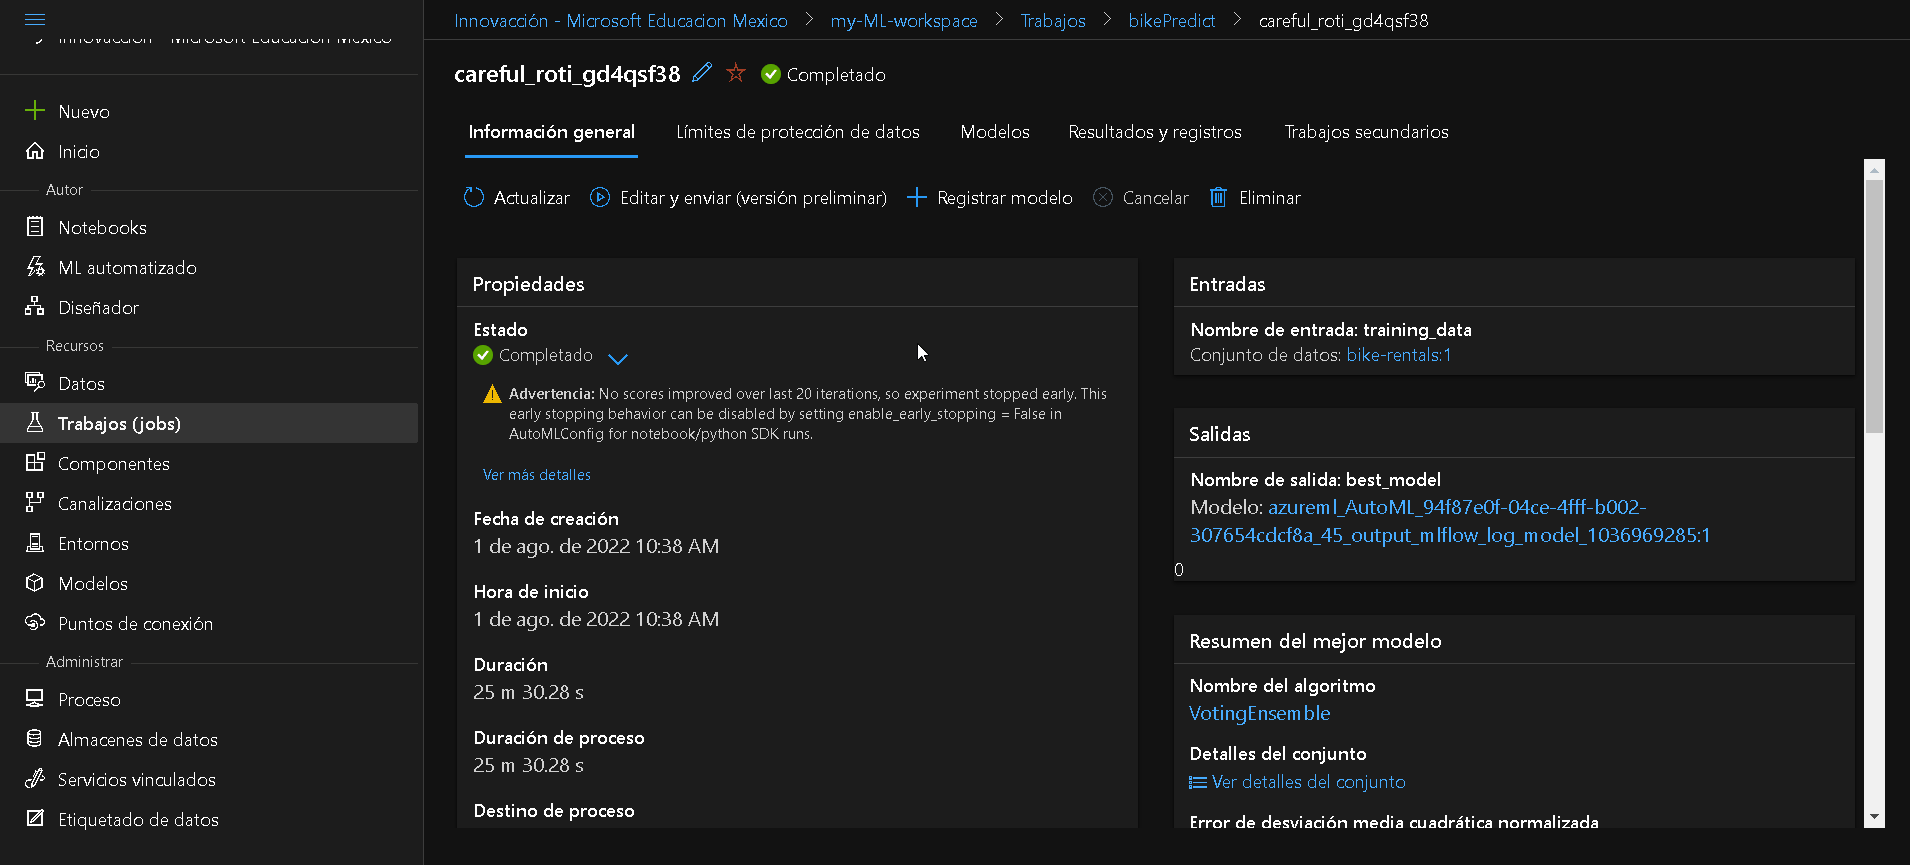 Innovacción - Microsoft Educacion Mexico
Nuevo
Inicio
Autor
Notebooks
ML automatizado
Diseñador
Recursos
Datos
Trabajos (jobs)
Componentes
Canalizaciones
Entornos
Modelos
Puntos de conexión
Administrar
Proceso
Almacenes de datos
Servicios vinculados
Etiquetado de datos
Innovacción - Microsoft Educacion Mexico > my-ML-workspace > Trabajos > bikePredict > careful_roti_gd4qsf38
careful_roti_gd4qsf38 Completado
Información general Límites de protección de datos Modelos Resultados y registros Trabajos secundarios
Actualizar Editar y enviar (versión preliminar) Registrar modelo Cancelar Eliminar
Propiedades
Estado
Completado
Advertencia: No scores improved over last 20 iterations, so experiment stopped early. This
early stopping behavior can be disabled by setting enable_early_stopping = False in
AutoMLConfig for notebook/python SDK runs.
Ver más detalles
Fecha de creación
1 de ago. de 2022 10:38 AM
Hora de inicio
1 de ago. de 2022 10:38 AM
Duración
25 m 30.28 s
Duración de proceso
25 m 30.28 s
Destino de proceso
Entradas
Nombre de entrada: training_data
Conjunto de datos: bike-rentals:1
Salidas
Nombre de salida: best_model
Modelo: azureml_AutoML_94f87e0f-04ce-4fff-b002-
307654cdcf8a_45_output_mlflow_log_model_1036969285:1
0
Resumen del mejor modelo
Nombre del algoritmo
VotingEnsemble
Detalles del conjunto
Ver detalles del conjunto
Error de desviación media cuadrática normalizada